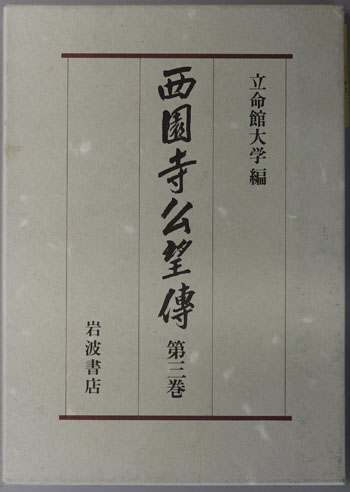 立命館大学編
西園寺公望傳 第三巻
岩波書店